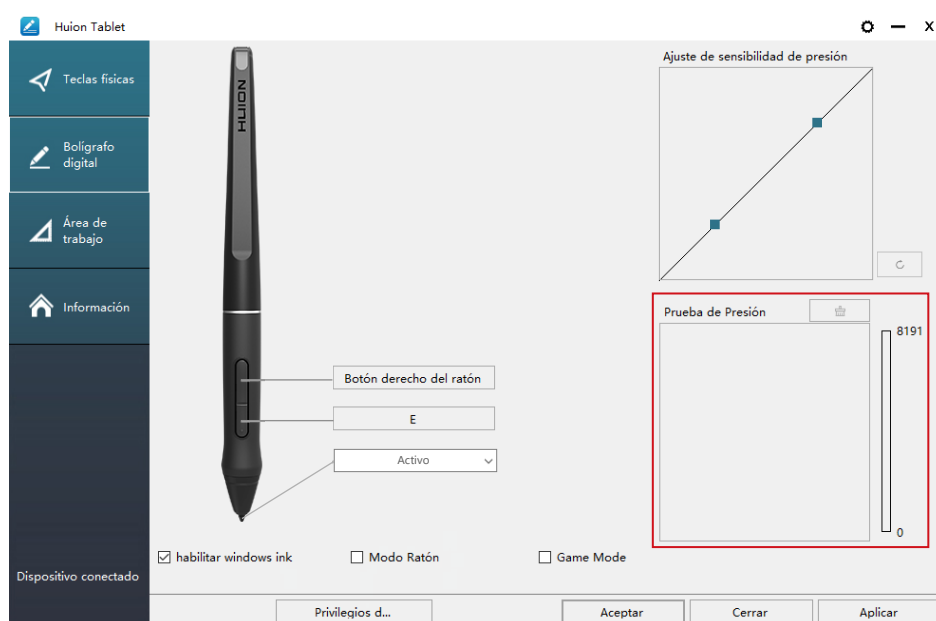 Huion Tablet
X
Teclas físicas
Bolígrafo
digital
Área de
trabajo
Información
Dispositivo conectado
HUION
Botón derecho del ratón
E
Activo
habilitar windows ink
Modo Ratón
Game Mode
Ajuste de sensibilidad de presión
Prueba de Presión
8191
0
Privilegios d...
Aceptar
Cerrar
Aplicar